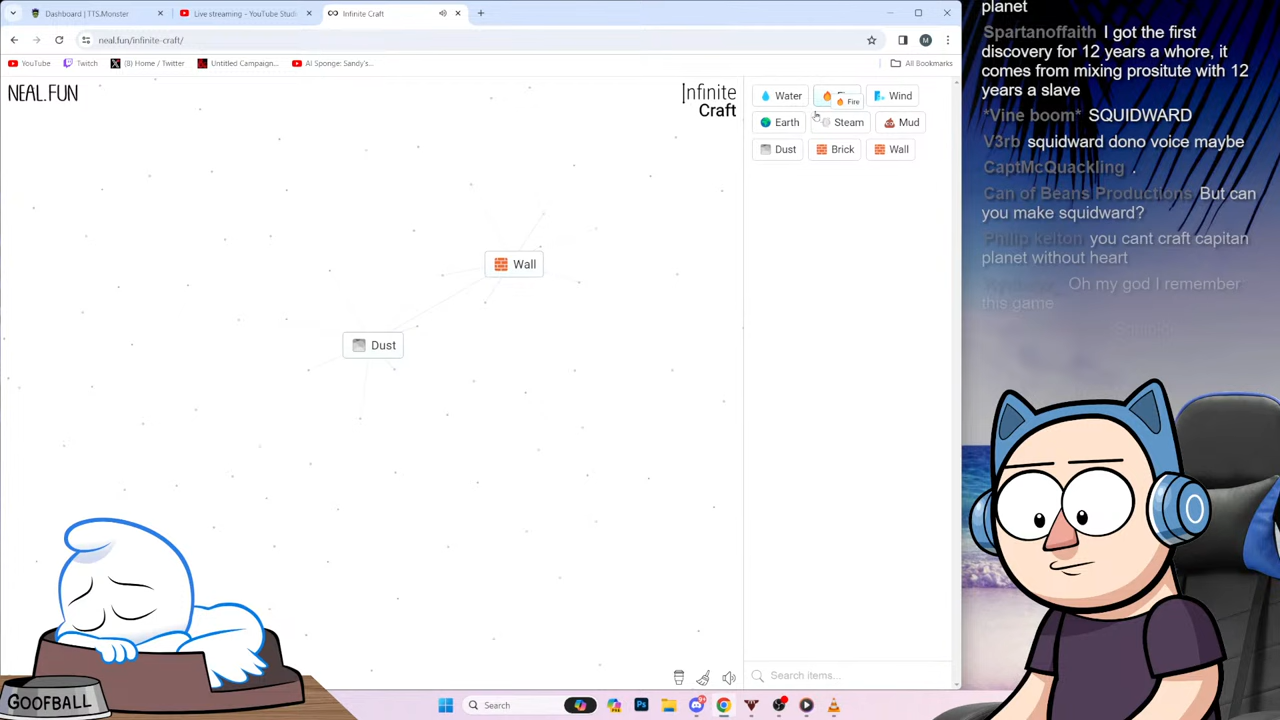 Dashboard | TTS.Monster
Live streaming - YouTube Studi
Infinite Craft
neal.fun/infinite-craft/
YouTube
Twitch
(8) Home / Twitter
Untitled Campaign...
AI Sponge: Sandy's...
All Bookmarks
NEAL.FUN
Infinite
Craft
Water
Fire
Wind
Earth
Steam
Mud
Dust
Brick
Wall
Wall
Dust
Search items...
planet
Spartanoffaith I got the first
discovery for 12 years a whore, it
comes from mixing prositute with 12
years a slave
*Vine boom* SQUIDWARD
V3rb squidward dono voice maybe
CaptMcQuackling .
Can of Beans Productions But can
you make squidward?
Philip kelton you cant craft capitan
planet without heart
Oh my god I remember
this game
GOOFBALL
Search